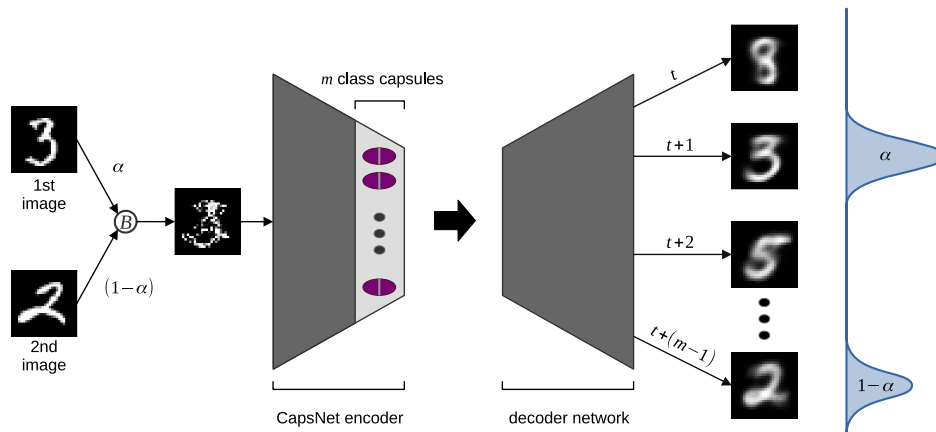 m class capsules
t
1st
image
α
t+1
α
B
t+2
(1−α)
2nd
image
t+(m−1)
1−α
CapsNet encoder
decoder network